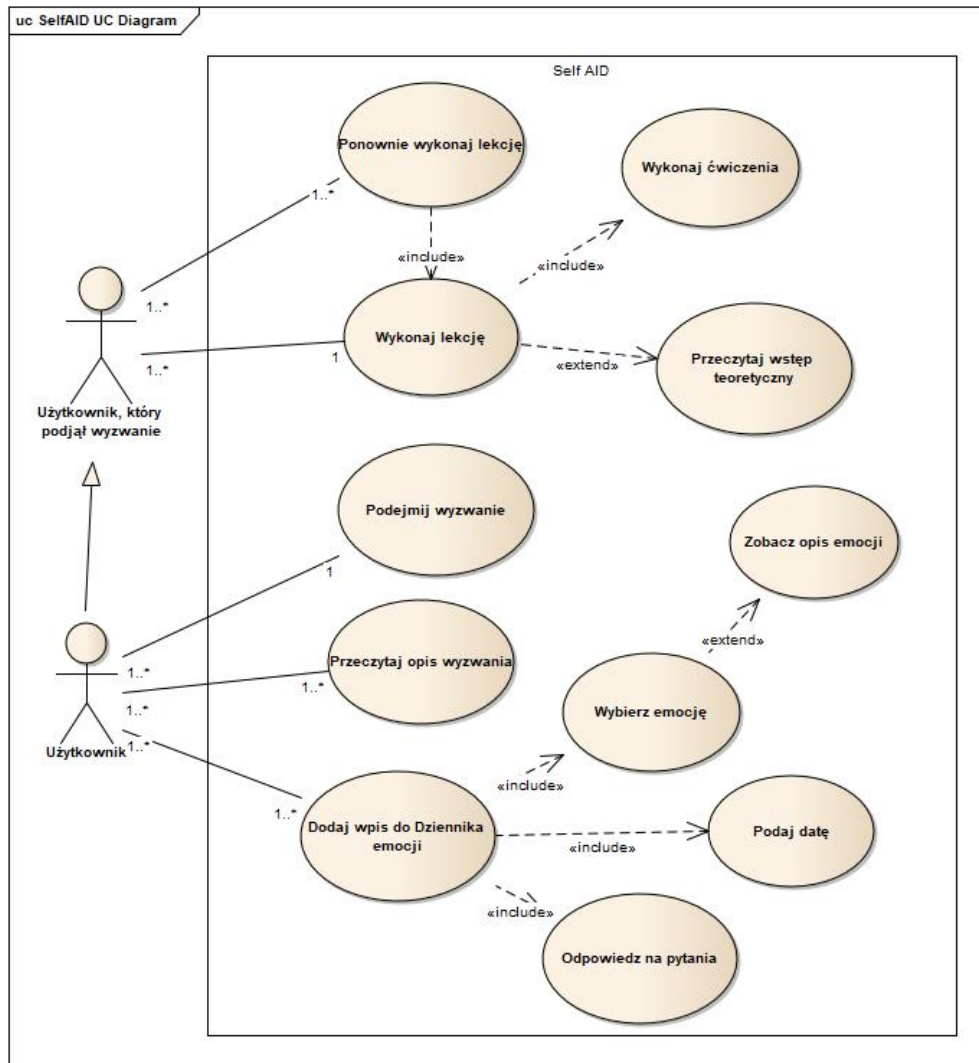 uc SelfAID UC Diagram
Self AID
Ponownie wykonaj lekcję
Wykonaj ćwiczenia
1..*
«include»
«include»
1..*
Wykonaj lekcję
1
1..*
«extend»
Przeczytaj wstęp
teoretyczny
Użytkownik, który
podjął wyzwanie
Podejmij wyzwanie
Zobacz opis emocji
1
«extend»
Przeczytaj opis wyzwania
1..*
1..*
1..*
Wybierz emocję
Użytkownik
1..*
«include»
1..*
Dodaj wpis do Dziennika
emocji
Podaj datę
«include»
«include»
Odpowiedz na pytania